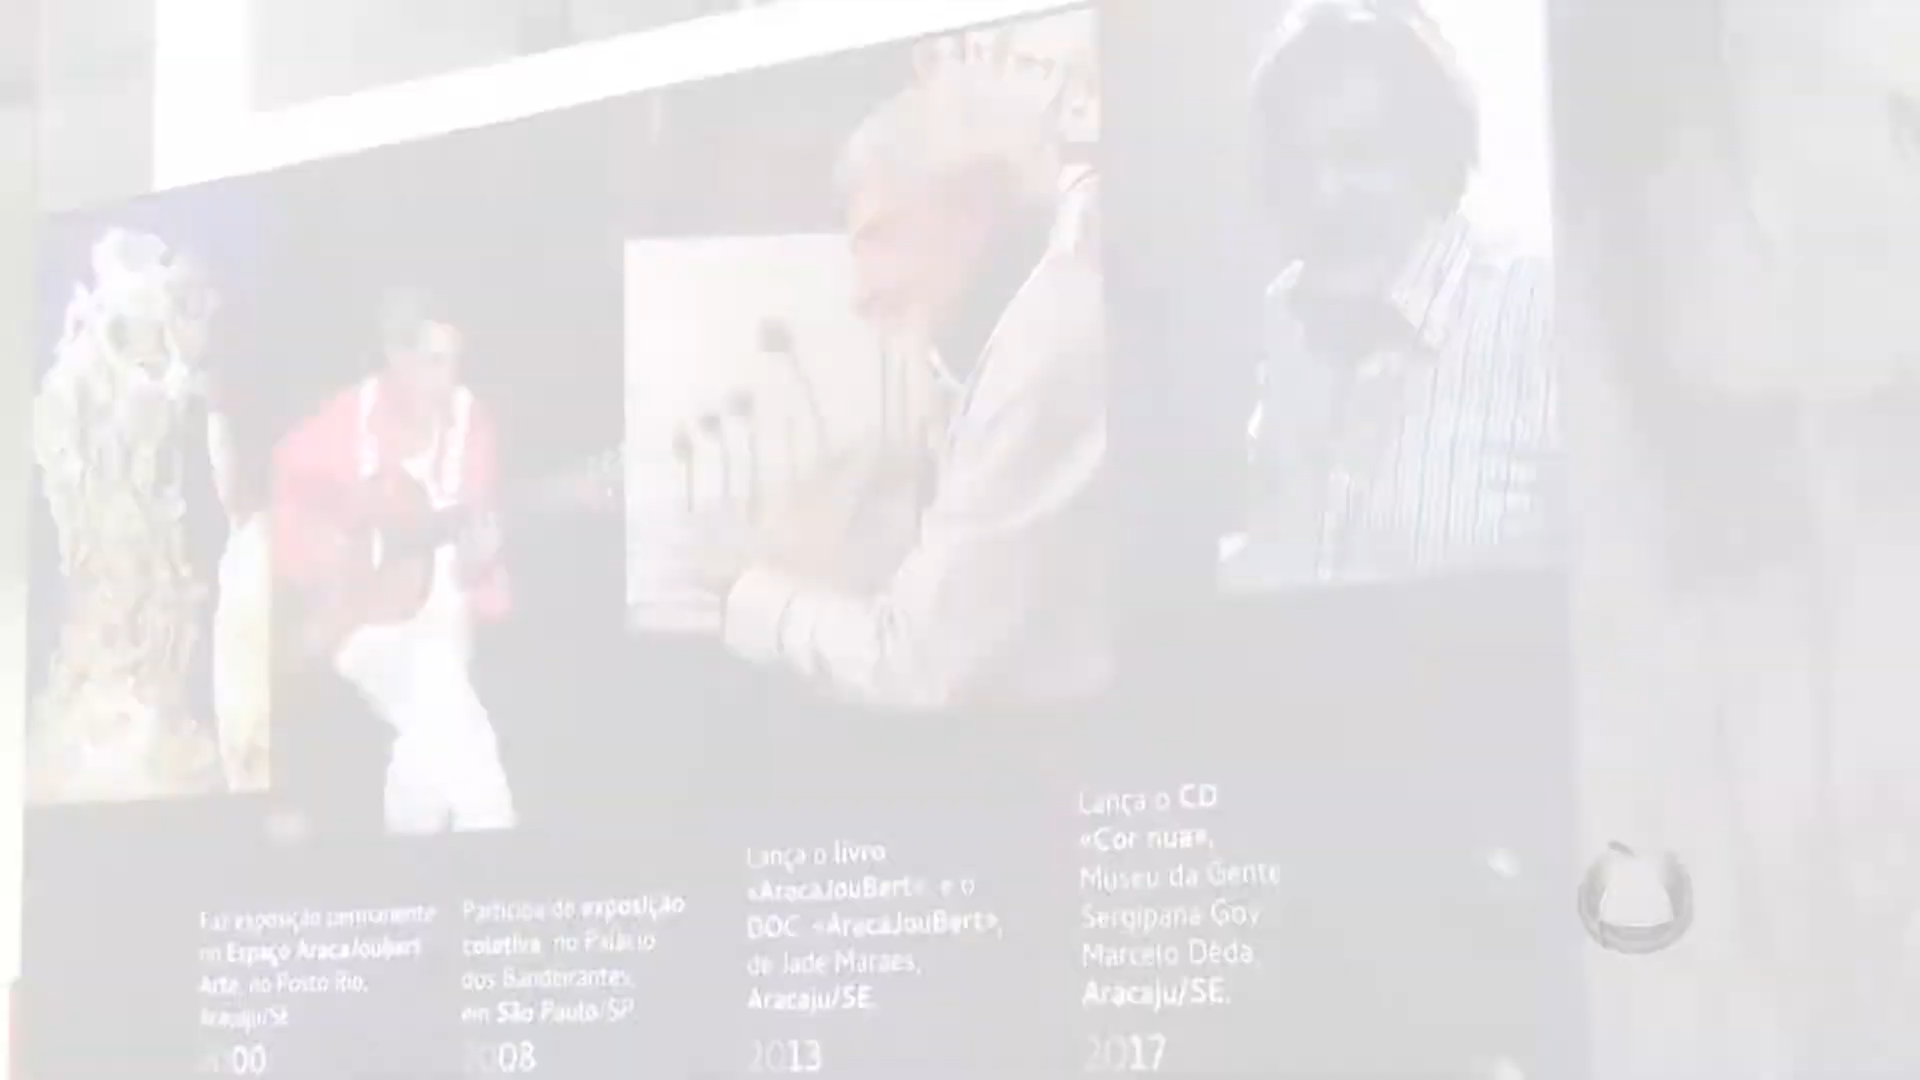 Faz exposição permanente
no Espaço AracaJoubert
Arte, no Posto Rio,
Aracaju/SE
00
Participa de exposição
coletiva no Palácio
dos Bandeirantes,
em São Paulo/SP.
2008
Lança o livro
«AracaJouBert» e o
DOC «AracaJouBert»,
de Jade Moraes,
Aracaju/SE.
2013
Lança o CD
«Cor nua»,
Museu da Gente
Sergipana Gov.
Marcelo Déda,
Aracaju/SE.
2017